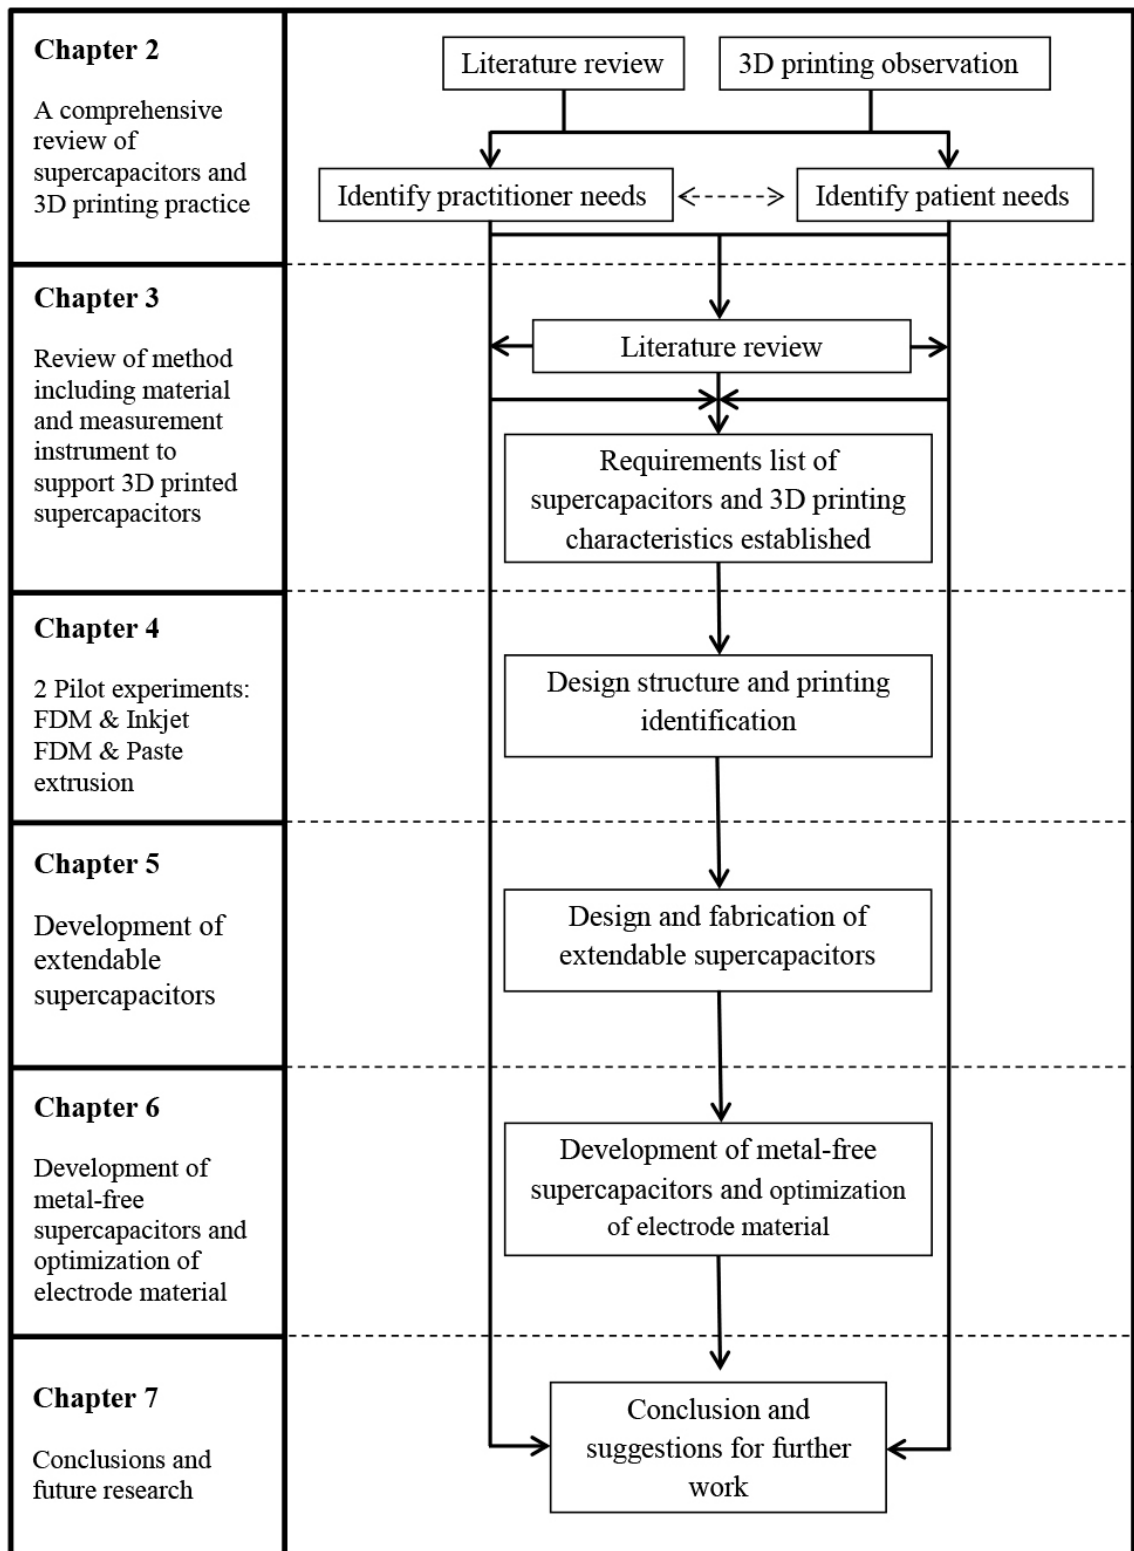 Chapter 2
A comprehensive
review of
supercapacitors and
3D printing practice
Literature review
3D printing observation
Identify practitioner needs
Identify patient needs
Chapter 3
Review of method
including material
and measurement
instrument to
support 3D printed
supercapacitors
Literature review
Requirements list of
supercapacitors and 3D printing
characteristics established
Chapter 4
2 Pilot experiments:
FDM & Inkjet
FDM & Paste
extrusion
Design structure and printing
identification
Chapter 5
Development of
extendable
supercapacitors
Design and fabrication of
extendable supercapacitors
Chapter 6
Development of
metal-free
supercapacitors and
optimization of
electrode material
Development of metal-free
supercapacitors and optimization
of electrode material
Chapter 7
Conclusions and
future research
Conclusion and
suggestions for further
work